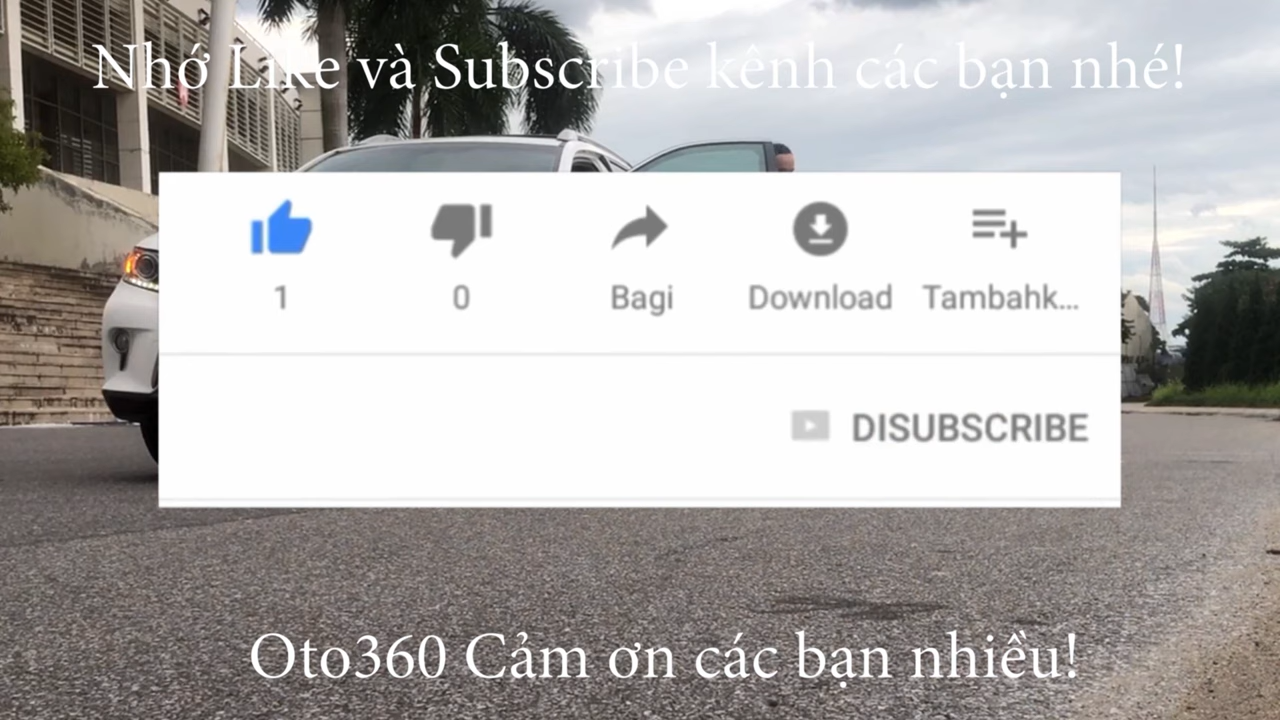 Nhớ Like và Subscribe kênh các bạn nhé!
1 0 Bagi Download Tambahk...
DISUBSCRIBE
Oto360 Cảm ơn các bạn nhiều!